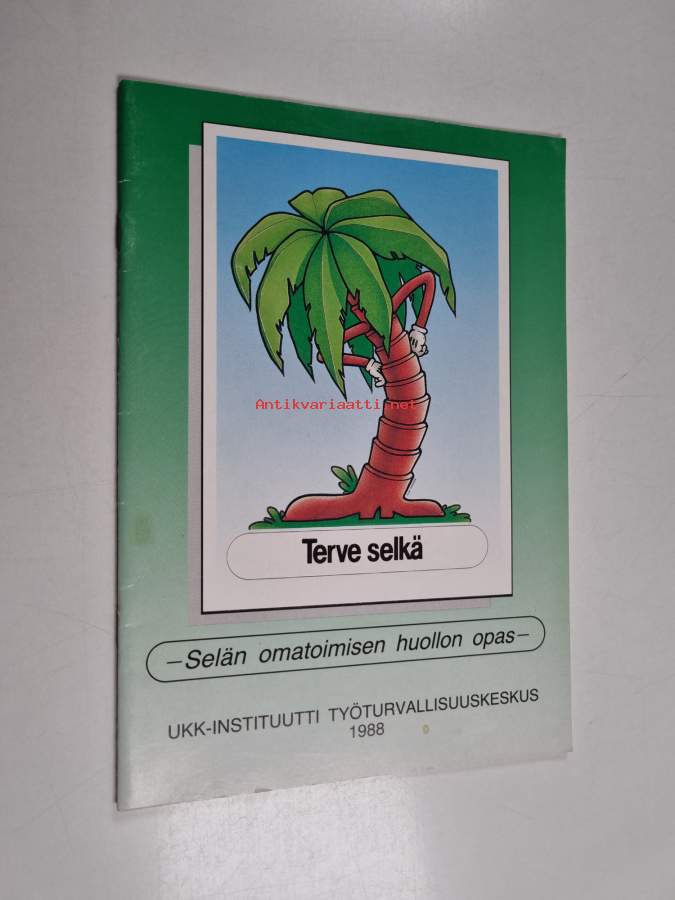 Antikvariaatti.net
Terve selkä
–Selän omatoimisen huollon opas–
UKK-INSTITUUTTI TYÖTURVALLISUUSKESKUS
1988